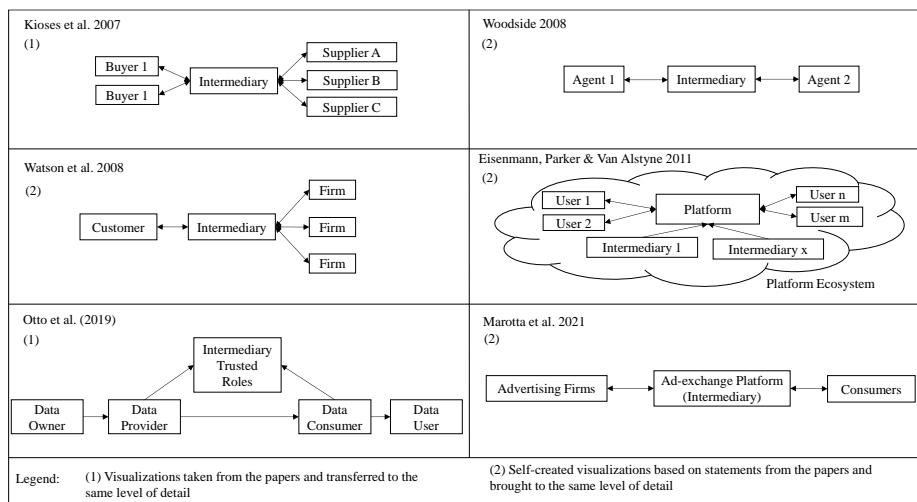 Kioses et al. 2007
(1)
Buyer 1
Buyer 1
Intermediary
Supplier A
Supplier B
Supplier C
Woodside 2008
(2)
Agent 1
Intermediary
Agent 2
Watson et al. 2008
(2)
Customer
Intermediary
Firm
Firm
Firm
Eisenmann, Parker & Van Alstyne 2011
(2)
User 1
User 2
Platform
User n
User m
Intermediary 1
Intermediary x
Platform Ecosystem
Otto et al. (2019)
(1)
Intermediary
Trusted
Roles
Data
Owner
Data
Provider
Data
Consumer
Data
User
Marotta et al. 2021
(2)
Advertising Firms
Ad-exchange Platform
(Intermediary)
Consumers
Legend:
(1) Visualizations taken from the papers and transferred to the
same level of detail
(2) Self-created visualizations based on statements from the papers and
brought to the same level of detail